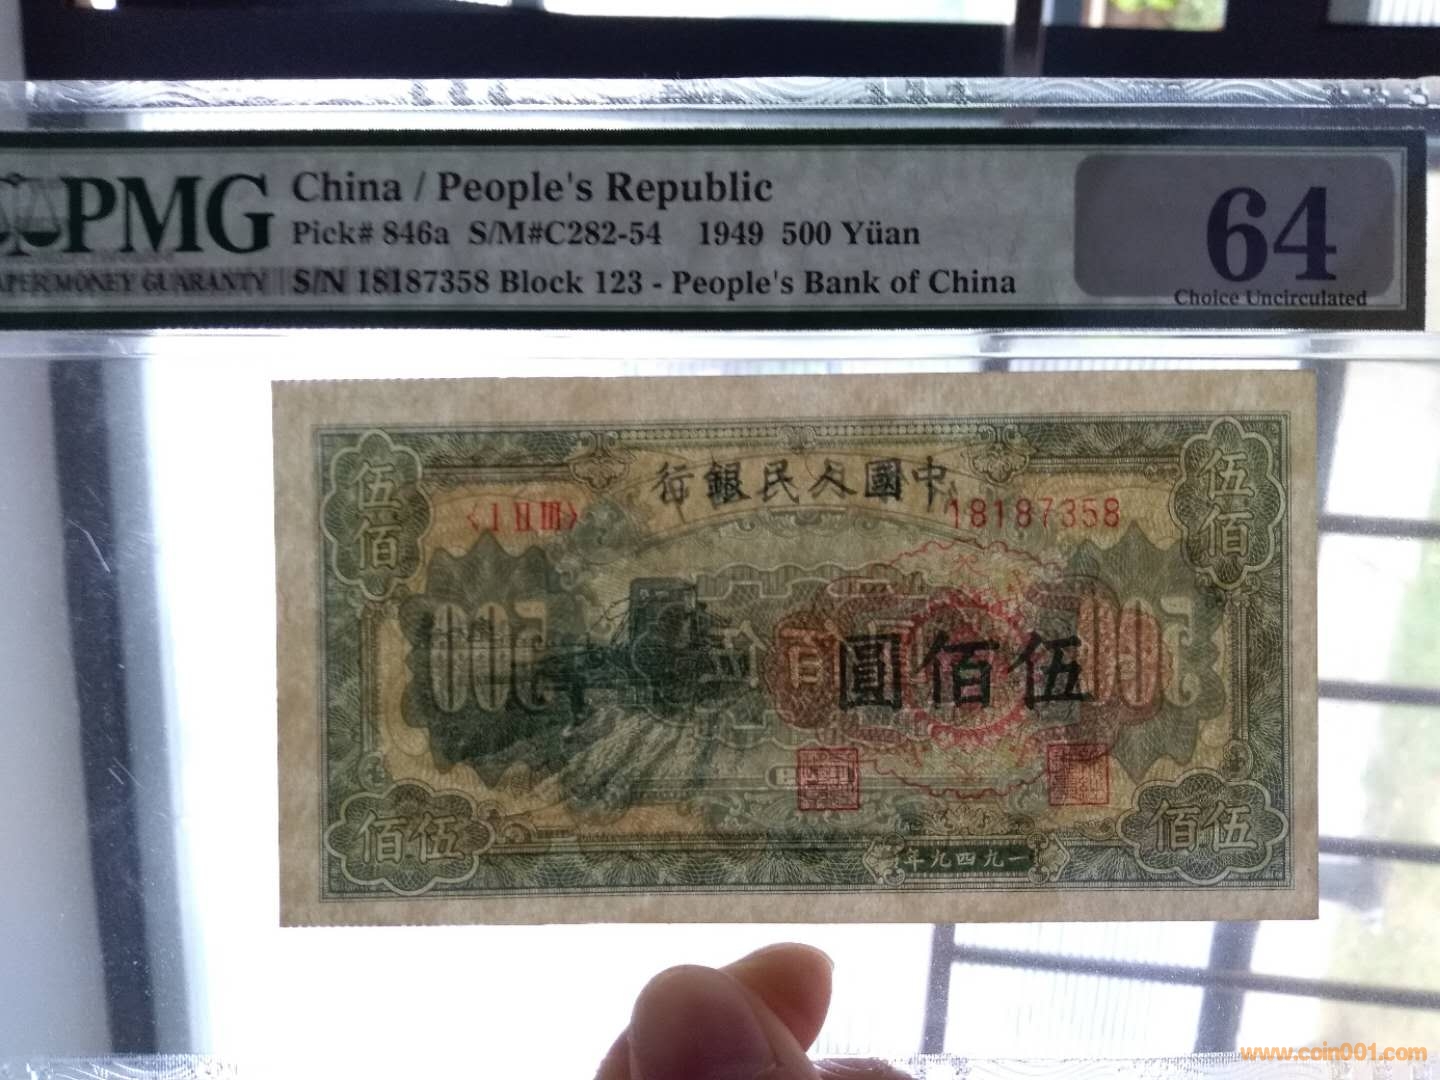 PMG
PAPER MONEY GUARANTY
China / People's Republic
Pick# 846a S/M#C282-54 1949 500 Yüan
S/N 18187358 Block 123 - People's Bank of China
64
Choice Uncirculated
行銀民人國中
〈I II III〉
18187358
伍佰
伍佰
500
500
圓佰伍
佰伍
佰伍
年九四九一
www.coin001.com